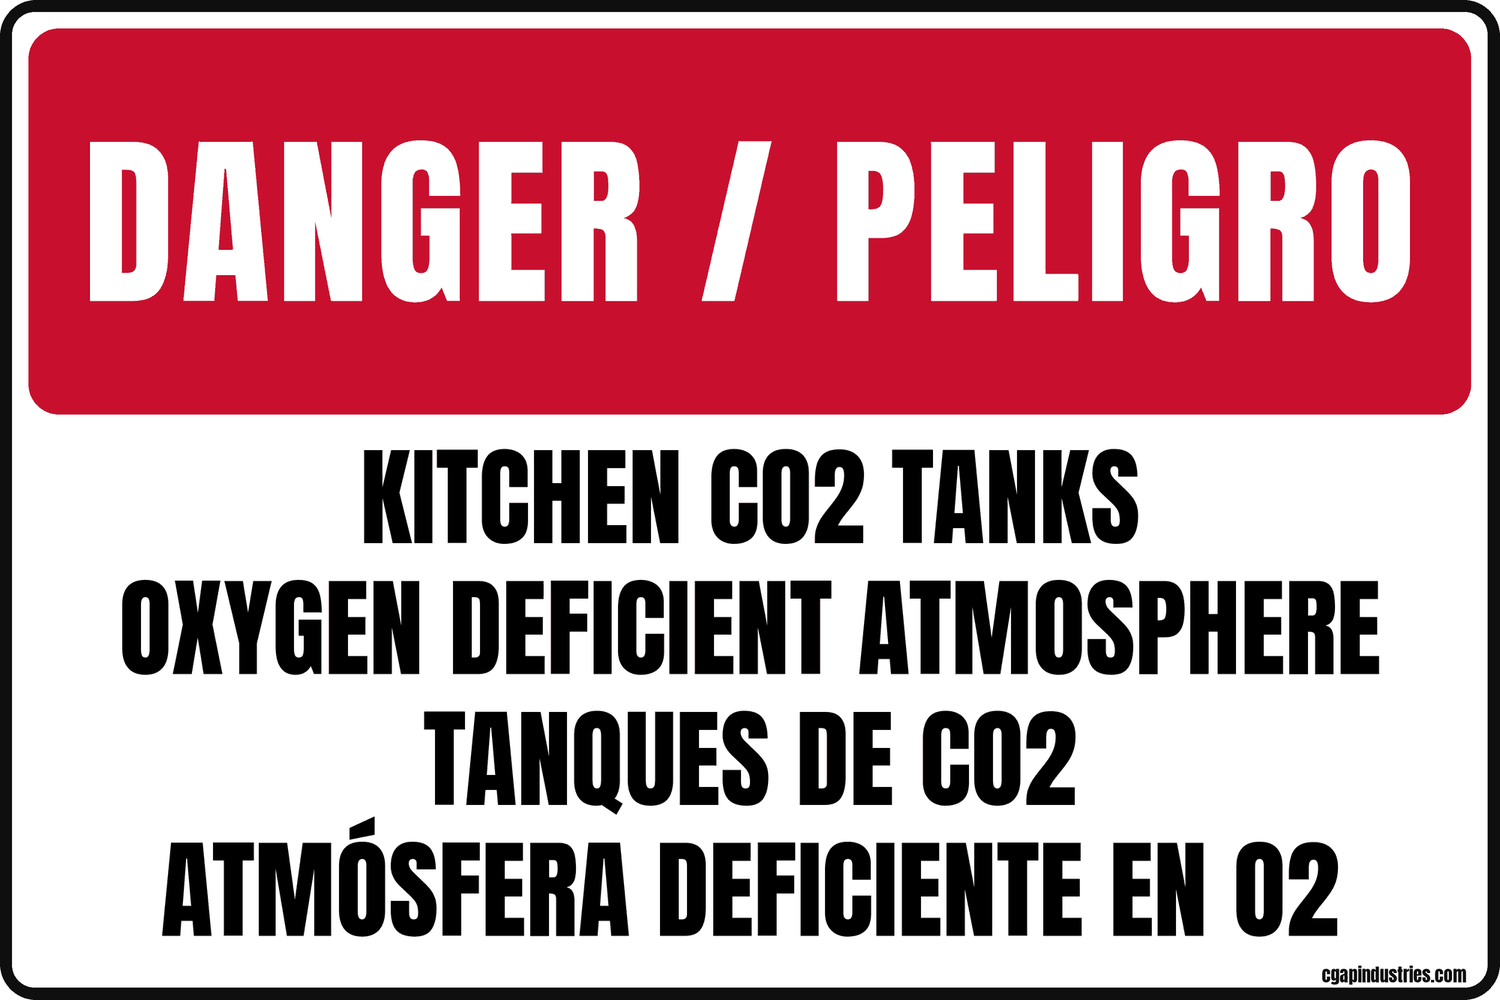 DANGER / PELIGRO
KITCHEN CO2 TANKS
OXYGEN DEFICIENT ATMOSPHERE
TANQUES DE CO2
ATMÓSFERA DEFICIENTE EN O2
cgapindustries.com